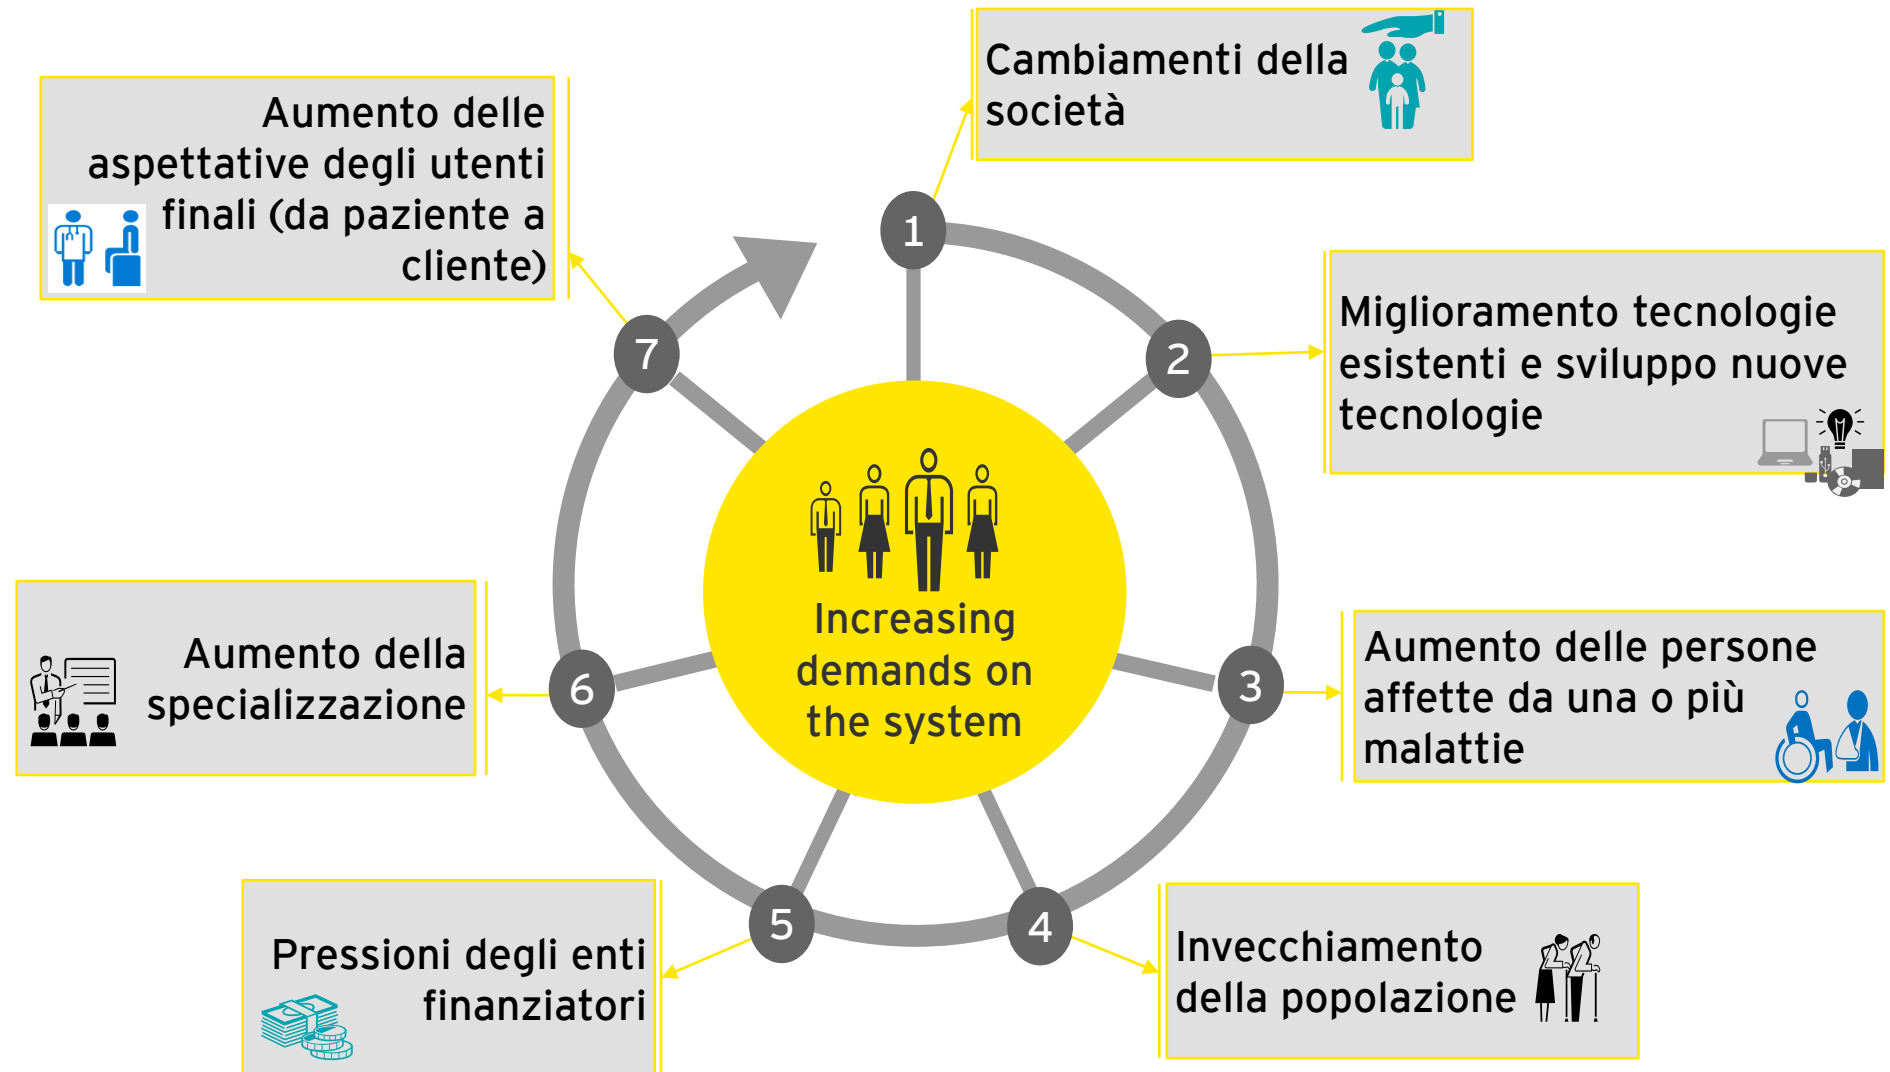 1
Cambiamenti della
società
2
Miglioramento tecnologie
esistenti e sviluppo nuove
tecnologie
3
Aumento delle persone
affette da una o più
malattie
4
Invecchiamento
della popolazione
5
Pressioni degli enti
finanziatori
6
Aumento della
specializzazione
7
Aumento delle
aspettative degli utenti
finali (da paziente a
cliente)
Increasing
demands on
the system